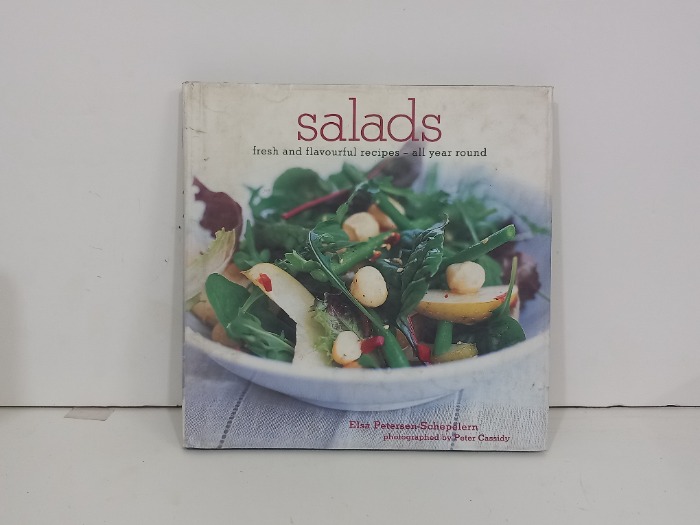 salads
fresh and flavourful recipes – all year round
Elsa Petersen-Schepelern
photographed by Peter Cassidy